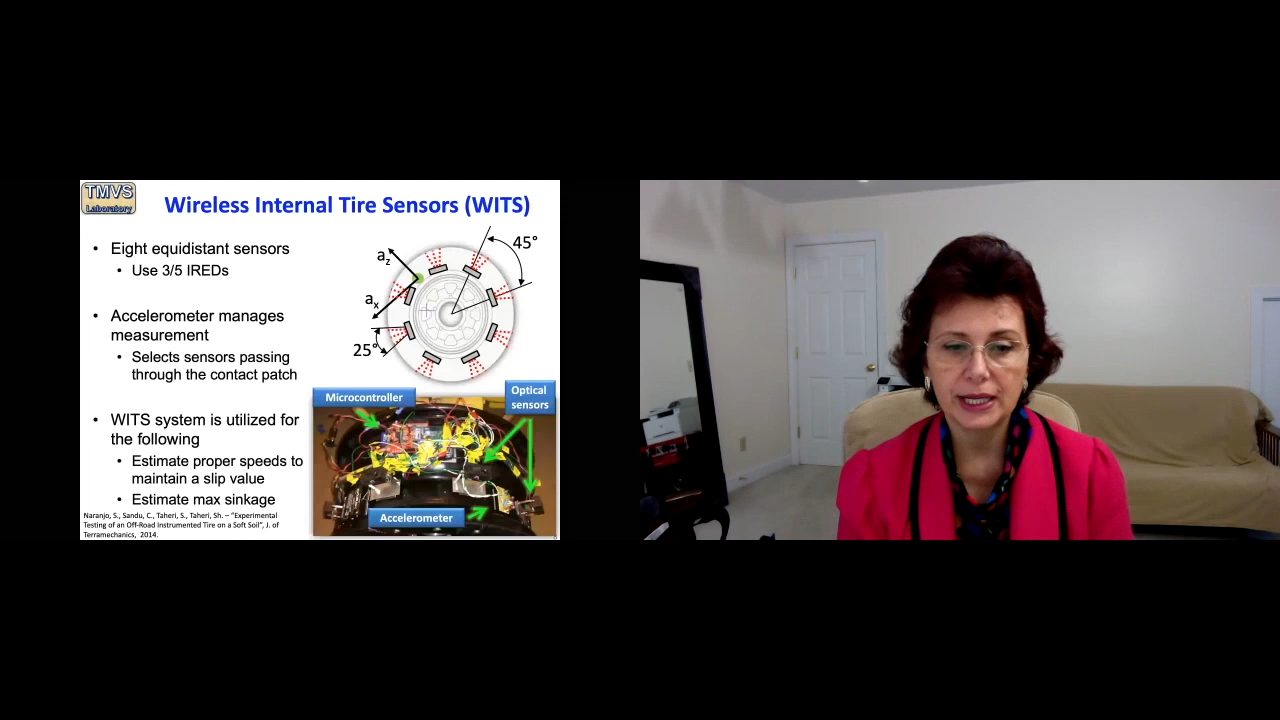 TMVS
Laboratory
Wireless Internal Tire Sensors (WITS)
• Eight equidistant sensors
• Use 3/5 IREDs
• Accelerometer manages
measurement
• Selects sensors passing
through the contact patch
• WITS system is utilized for
the following
• Estimate proper speeds to
maintain a slip value
• Estimate max sinkage
Naranjo, S., Sandu, C., Taheri, S., Taheri, Sh. – "Experimental
Testing of an Off-Road Instrumented Tire on a Soft Soil", J. of
Terramechanics, 2014.
45°
az
ax
25°
Microcontroller
Optical
sensors
Accelerometer